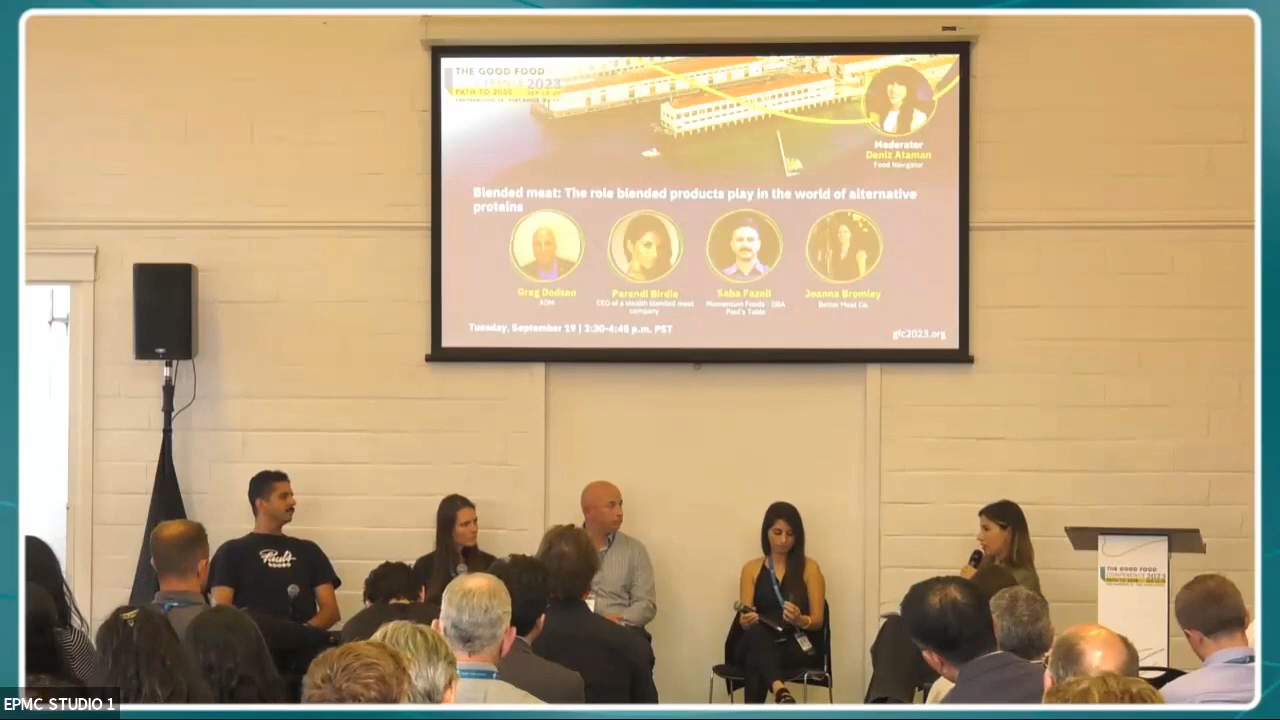 THE GOOD FOOD
CONFERENCE 2023
PATH TO 2050
Moderator
Deniz Ataman
Food Navigator
Blended meat: The role blended products play in the world of alternative
proteins
Greg Dodson
ADM
Parendi Birdie
CEO of a stealth blended meat
company
Saba Fazeli
Momentum Foods - DBA
Paul's Table
Joanna Bromley
Better Meat Co.
Tuesday, September 19 | 3:30-4:45 p.m. PST
gfc2023.org
Paul's
THE GOOD FOOD
CONFERENCE 2023
EPMC STUDIO 1